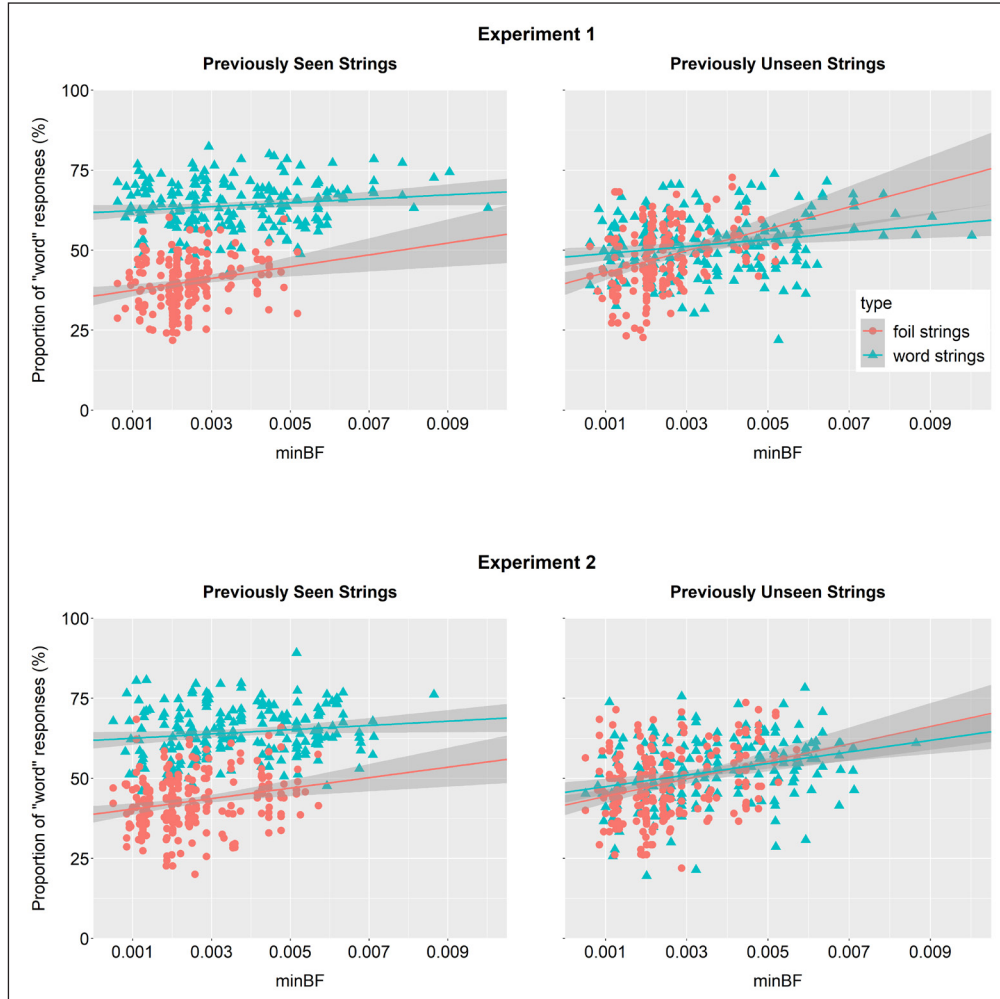 Experiment 1
Previously Seen Strings
Previously Unseen Strings
Proportion of "word" responses (%)
100
75
50
25
0
0.001 0.003 0.005 0.007 0.009
minBF
0.001 0.003 0.005 0.007 0.009
minBF
type
foil strings
word strings
Experiment 2
Previously Seen Strings
Previously Unseen Strings
Proportion of "word" responses (%)
100
75
50
25
0
0.001 0.003 0.005 0.007 0.009
minBF
0.001 0.003 0.005 0.007 0.009
minBF